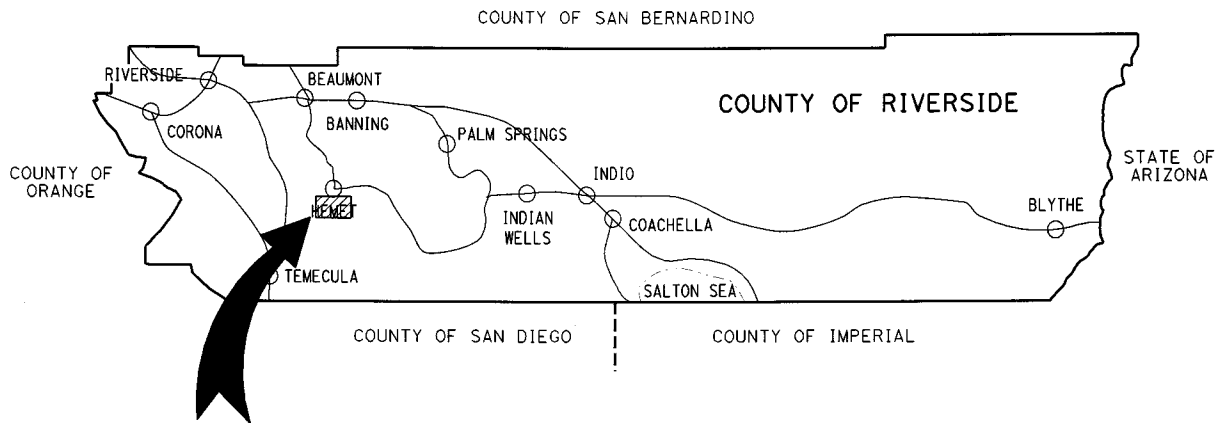 COUNTY OF SAN BERNARDINO
RIVERSIDE
BEAUMONT
COUNTY OF RIVERSIDE
CORONA
BANNING
PALM SPRINGS
COUNTY OF
ORANGE
STATE OF
ARIZONA
INDIO
HEMET
INDIAN
WELLS
COACHELLA
BLYTHE
TEMECULA
SALTON SEA
COUNTY OF SAN DIEGO
COUNTY OF IMPERIAL